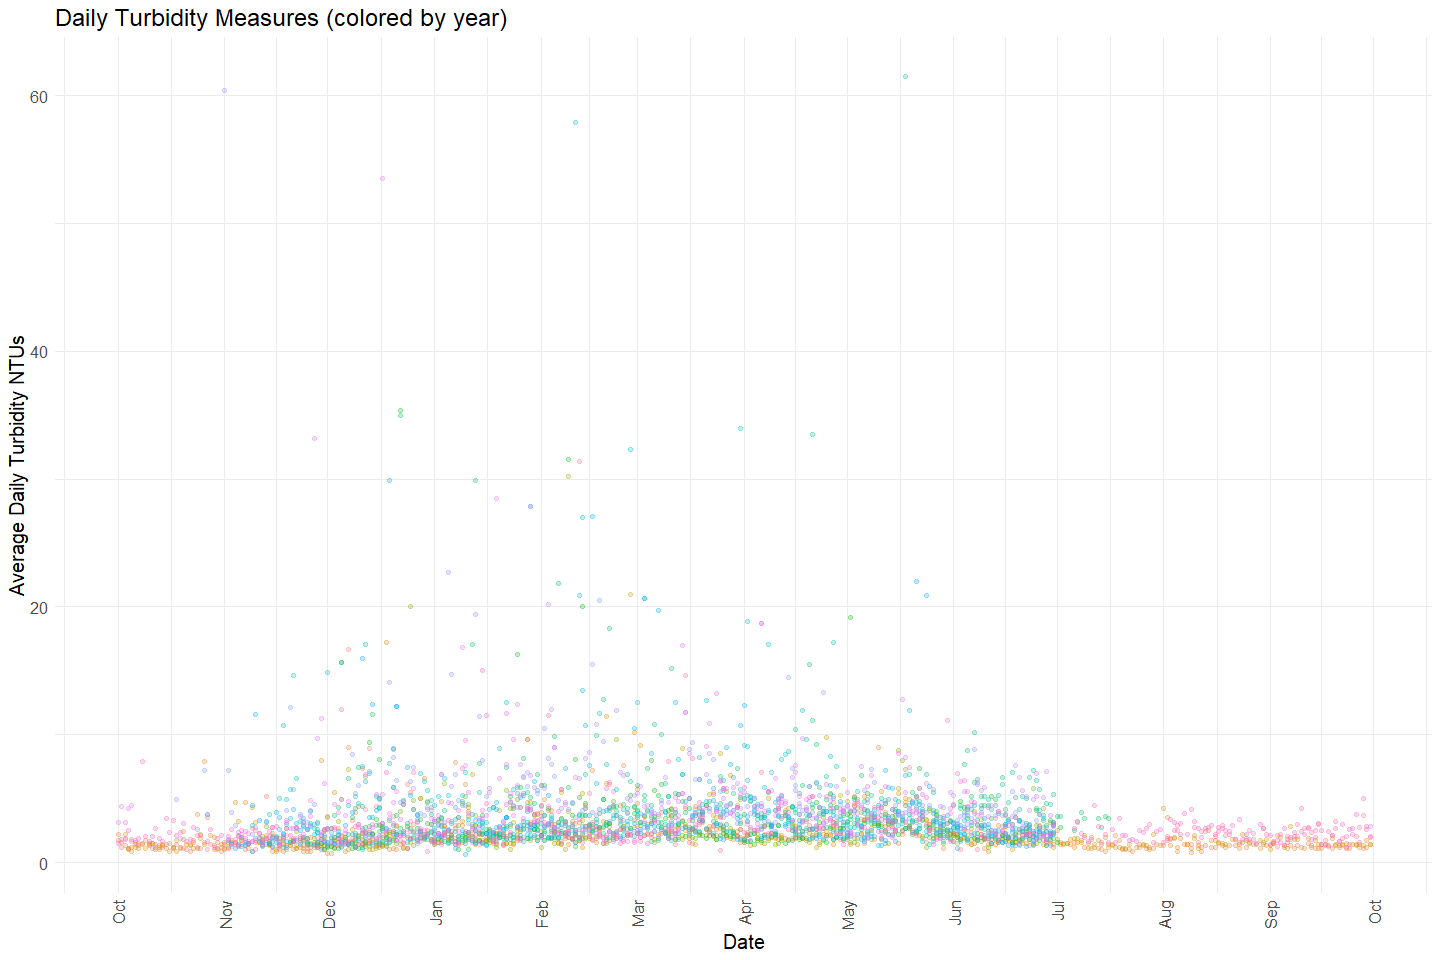 Daily Turbidity Measures (colored by year)
Average Daily Turbidity NTUs
60
40
20
0
Oct
Nov
Dec
Jan
Feb
Mar
Apr
May
Jun
Jul
Aug
Sep
Oct
Date